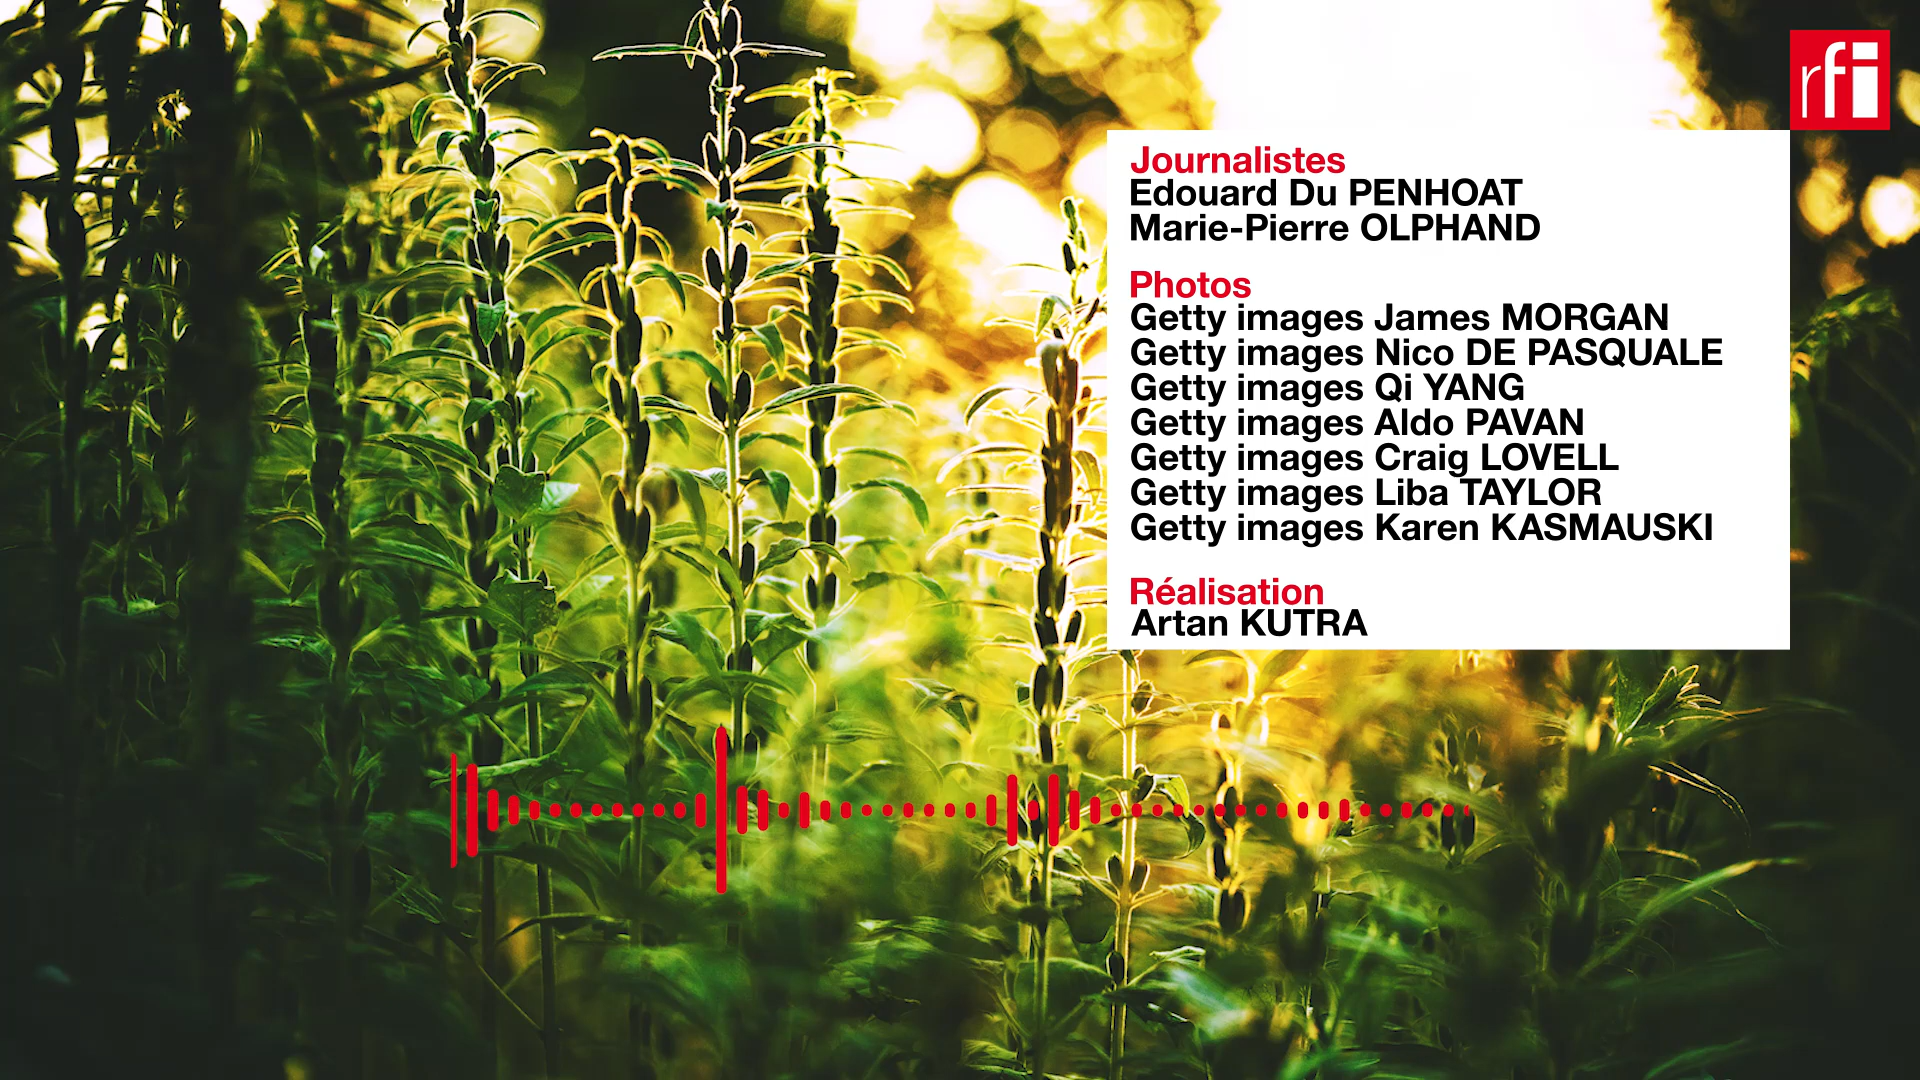 rfi
Journalistes
Edouard Du PENHOAT
Marie-Pierre OLPHAND
Photos
Getty images James MORGAN
Getty images Nico DE PASQUALE
Getty images Qi YANG
Getty images Aldo PAVAN
Getty images Craig LOVELL
Getty images Liba TAYLOR
Getty images Karen KASMAUSKI
Réalisation
Artan KUTRA